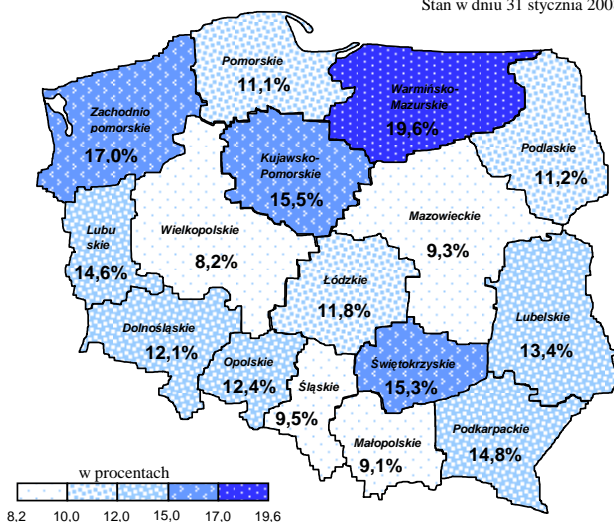 Stan w dniu 31 stycznia 200
Pomorskie
11,1%
Warmińsko-
Mazurskie
19,6%
Zachodnio
pomorskie
17,0%
Podlaskie
11,2%
Kujawsko-
Pomorskie
15,5%
Mazowieckie
9,3%
Lubu
skie
14,6%
Wielkopolskie
8,2%
Łódzkie
11,8%
Lubelskie
13,4%
Dolnośląskie
12,1%
Opolskie
12,4%
Świętokrzyskie
15,3%
Śląskie
9,5%
Podkarpackie
14,8%
Małopolskie
9,1%
w procentach
8,2 10,0 12,0 15,0 17,0 19,6